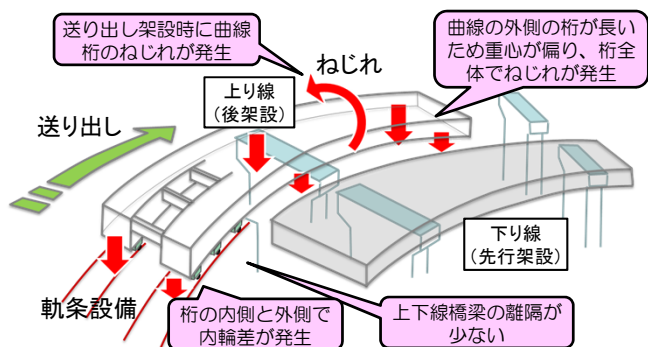 送り出し架設時に曲線
桁のねじれが発生
曲線の外側の桁が長い
ため重心が偏り、桁全
体でねじれが発生
ねじれ
上り線
（後架設）
送り出し
下り線
（先行架設）
軌条設備
桁の内側と外側で
内輪差が発生
上下線橋梁の離隔が
少ない